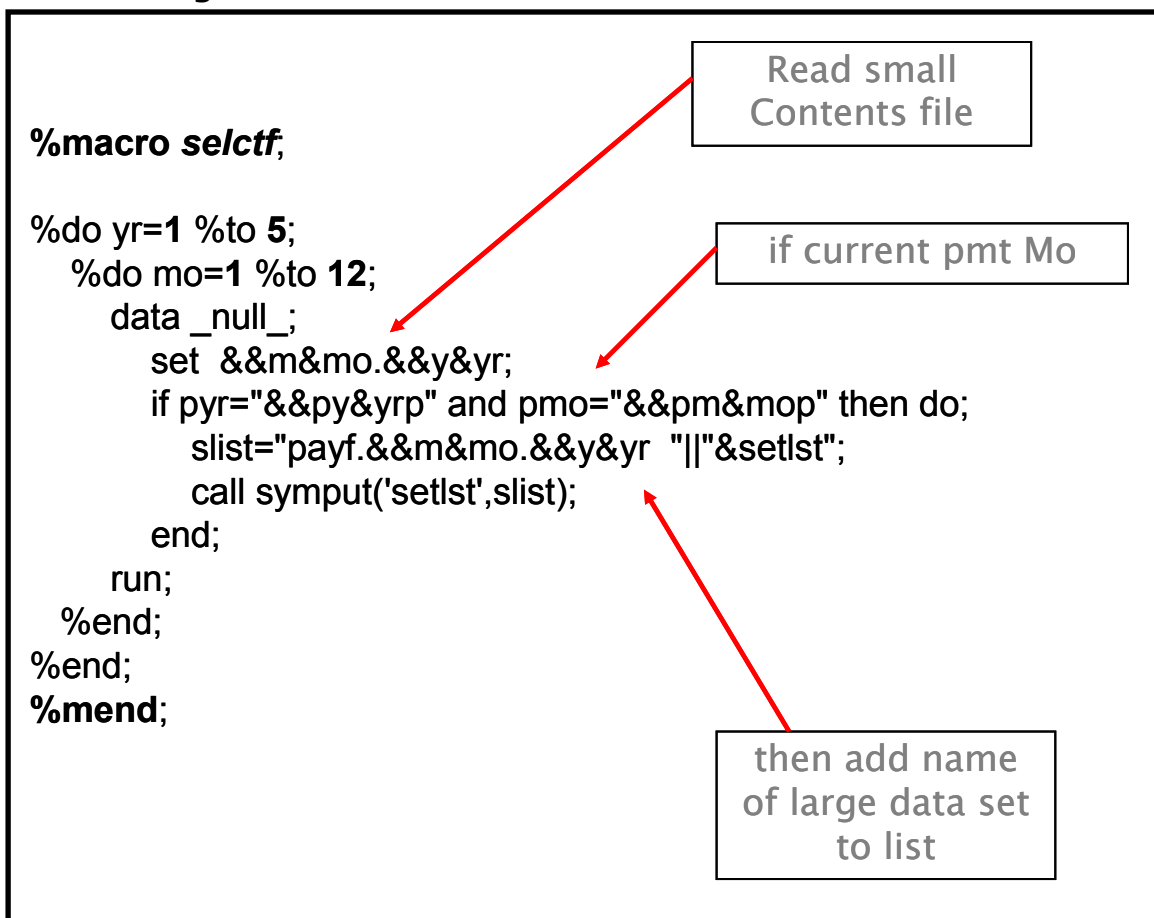 Read small
Contents file
%macro selctf;
if current pmt Mo
%do yr=1 %to 5;
%do mo=1 %to 12;
data _null_;
set &&m&mo.&&y&yr;
if pyr="&&py&yrp" and pmo="&&pm&mop" then do;
slist="payf.&&m&mo.&&y&yr "||"&setlst";
call symput('setlst',slist);
end;
run;
%end;
%end;
%mend;
then add name
of large data set
to list